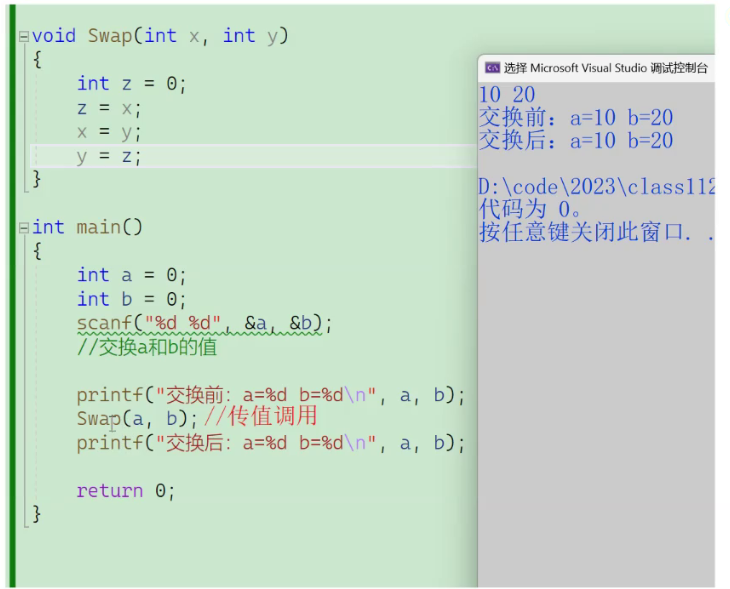 void Swap(int x, int y)
{
int z = 0;
z = x;
x = y;
y = z;
}
int main()
{
int a = 0;
int b = 0;
scanf("%d %d", &a, &b);
//交换a和b的值
printf("交换前：a=%d b=%d\n", a, b);
Swap(a, b); //传值调用
printf("交换后：a=%d b=%d\n", a, b);
return 0;
}
选择 Microsoft Visual Studio 调试控制台
10 20
交换前：a=10 b=20
交换后：a=10 b=20
D:\code\2023\class112
代码为 0。
按任意键关闭此窗口. .